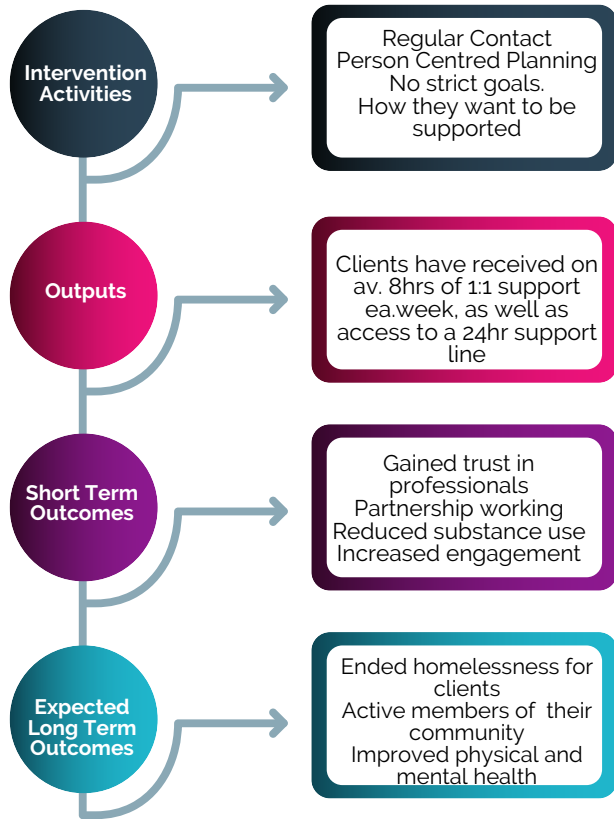 Intervention
Activities
Regular Contact
Person Centred Planning
No strict goals.
How they want to be
supported
Outputs
Clients have received on
av. 8hrs of 1:1 support
ea.week, as well as
access to a 24hr support
line
Short Term
Outcomes
Gained trust in
professionals
Partnership working
Reduced substance use
Increased engagement
Expected
Long Term
Outcomes
Ended homelessness for
clients
Active members of their
community
Improved physical and
mental health